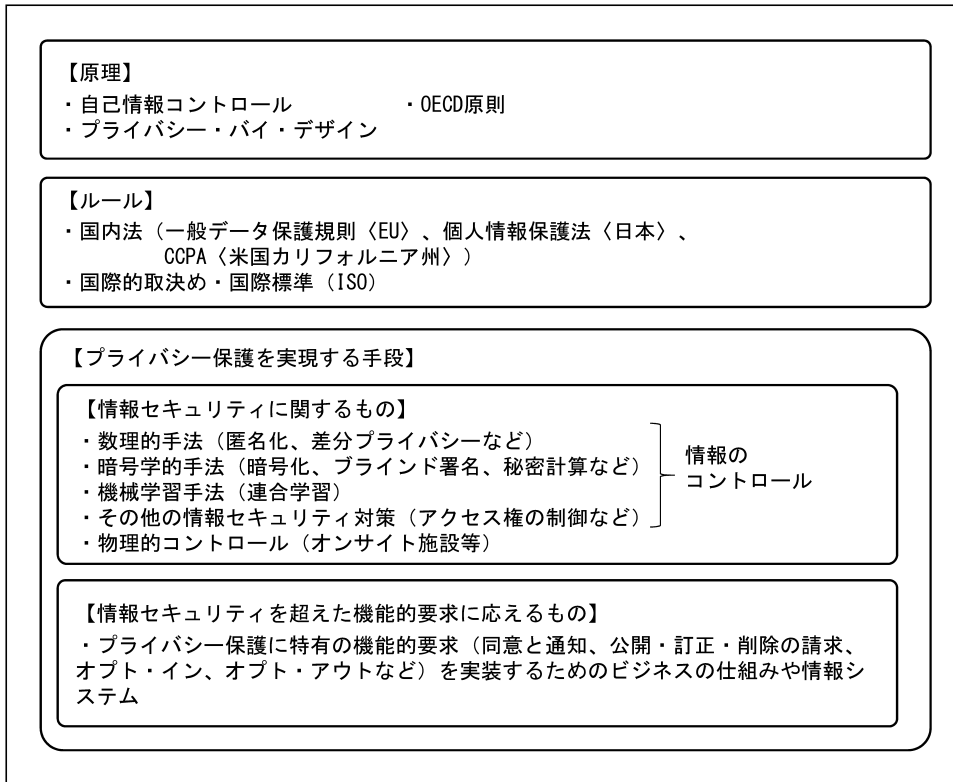 【原理】
・自己情報コントロール ・OECD原則
・プライバシー・バイ・デザイン
【ルール】
・国内法（一般データ保護規則〈EU〉、個人情報保護法〈日本〉、
CCPA〈米国カリフォルニア州〉）
・国際的取決め・国際標準（ISO）
【プライバシー保護を実現する手段】
【情報セキュリティに関するもの】
・数理的手法（匿名化、差分プライバシーなど）
・暗号学的手法（暗号化、ブラインド署名、秘密計算など）
・機械学習手法（連合学習）
・その他の情報セキュリティ対策（アクセス権の制御など）
・物理的コントロール（オンサイト施設等）
情報の
コントロール
【情報セキュリティを超えた機能的要求に応えるもの】
・プライバシー保護に特有の機能的要求（同意と通知、公開・訂正・削除の請求、
オプト・イン、オプト・アウトなど）を実装するためのビジネスの仕組みや情報シ
ステム